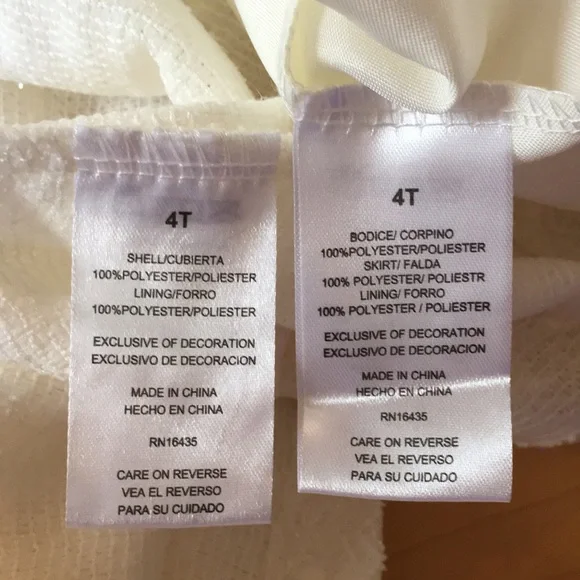 4T
SHELL/CUBIERTA
100%POLYESTER/POLIESTER
LINING/FORRO
100%POLYESTER/POLIESTER
EXCLUSIVE OF DECORATION
EXCLUSIVO DE DECORACION
MADE IN CHINA
HECHO EN CHINA
RN16435
CARE ON REVERSE
VEA EL REVERSO
PARA SU CUIDADO
4T
BODICE/ CORPINO
100%POLYESTER/POLIESTER
SKIRT/ FALDA
100% POLYESTER/ POLIESTR
LINING/ FORRO
100% POLYESTER / POLIESTER
EXCLUSIVE OF DECORATION
EXCLUSIVO DE DECORACION
MADE IN CHINA
HECHO EN CHINA
RN16435
CARE ON REVERSE
VEA EL REVERSO
PARA SU CUIDADO